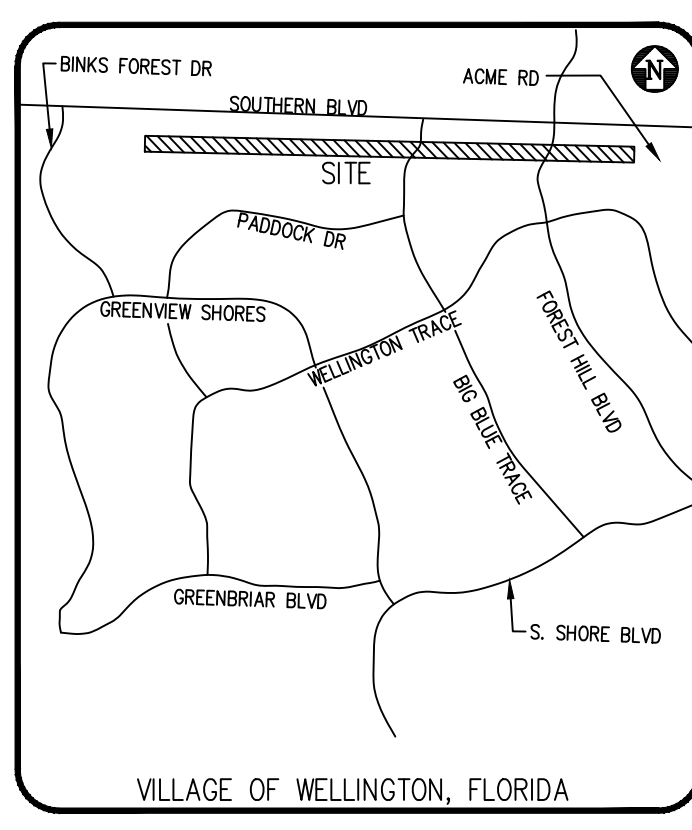 BINKS FOREST DR
ACME RD
N
SOUTHERN BLVD
SITE
PADDOCK DR
GREENVIEW SHORES
WELLINGTON TRACE
FOREST HILL BLVD
BIG BLUE TRACE
GREENBRIAR BLVD
S. SHORE BLVD
VILLAGE OF WELLINGTON, FLORIDA